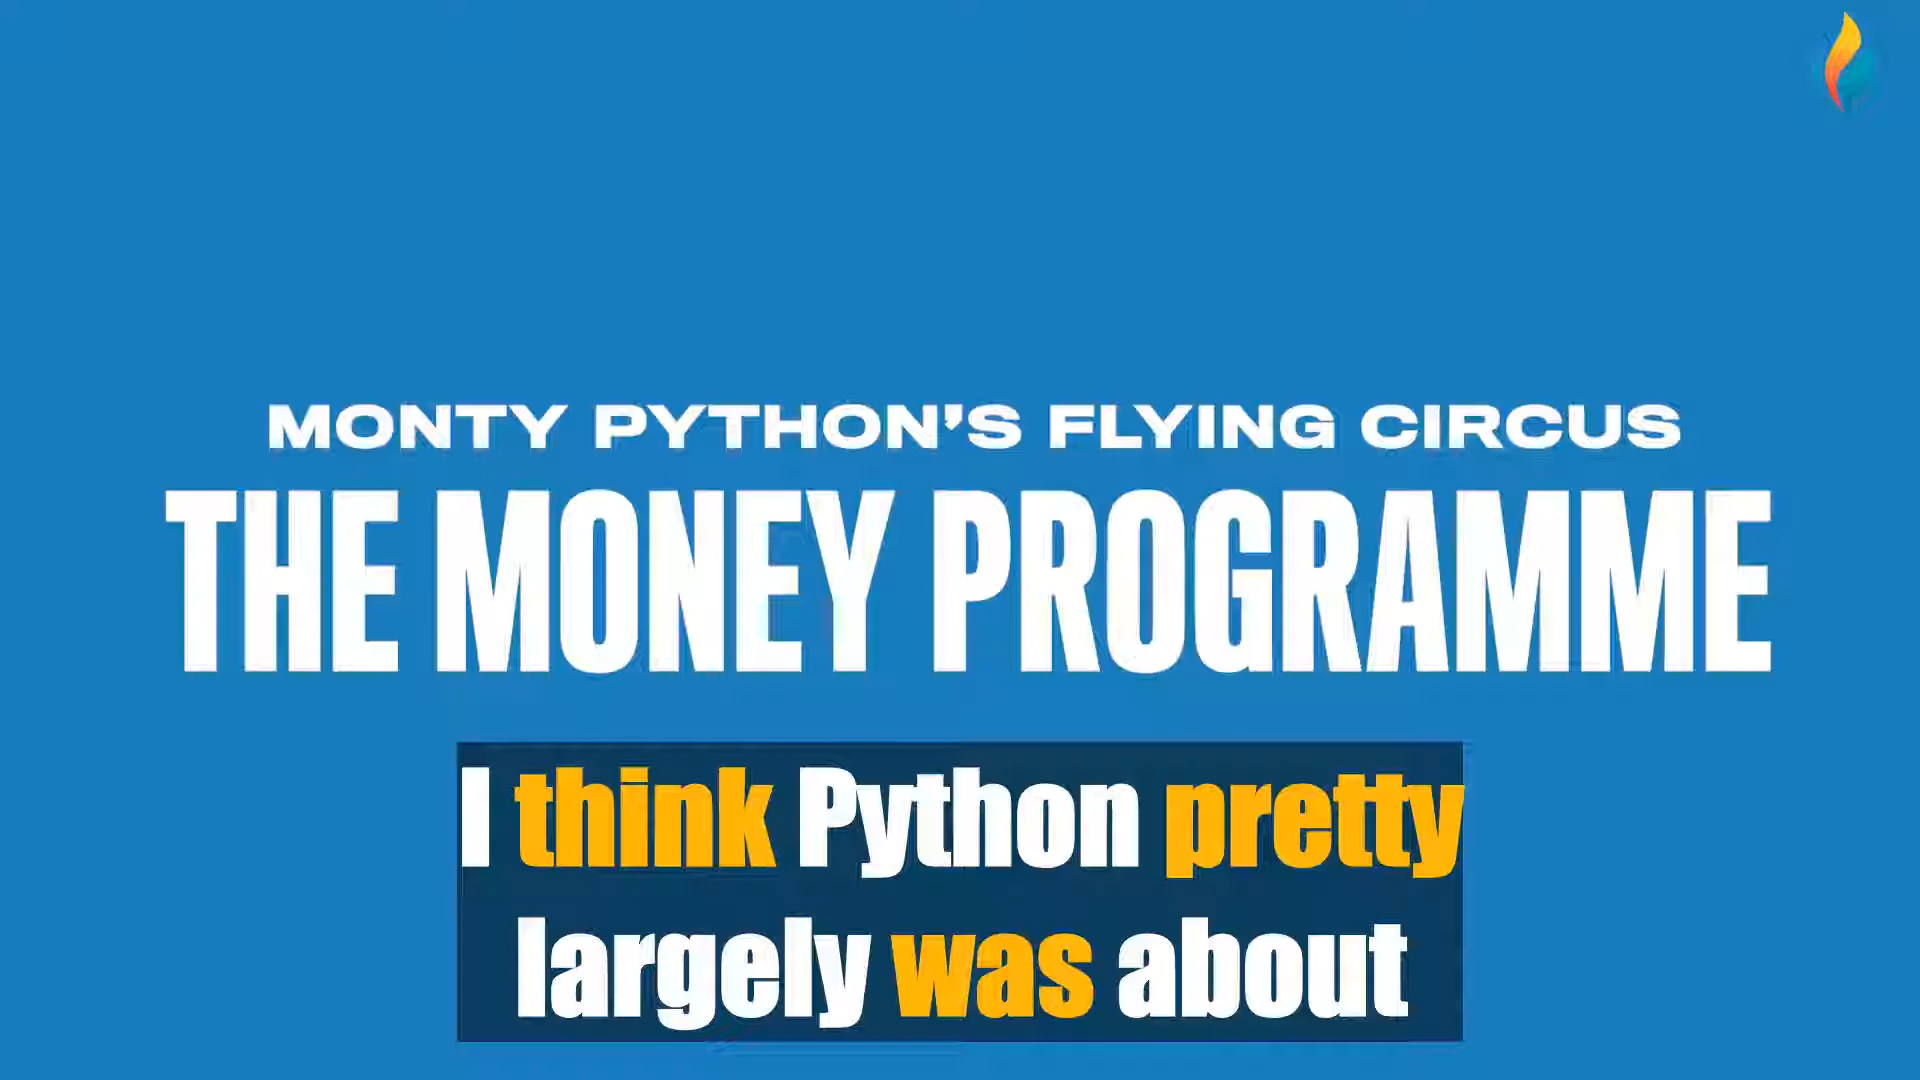 MONTY PYTHON'S FLYING CIRCUS
THE MONEY PROGRAMME
I think Python pretty
largely was about